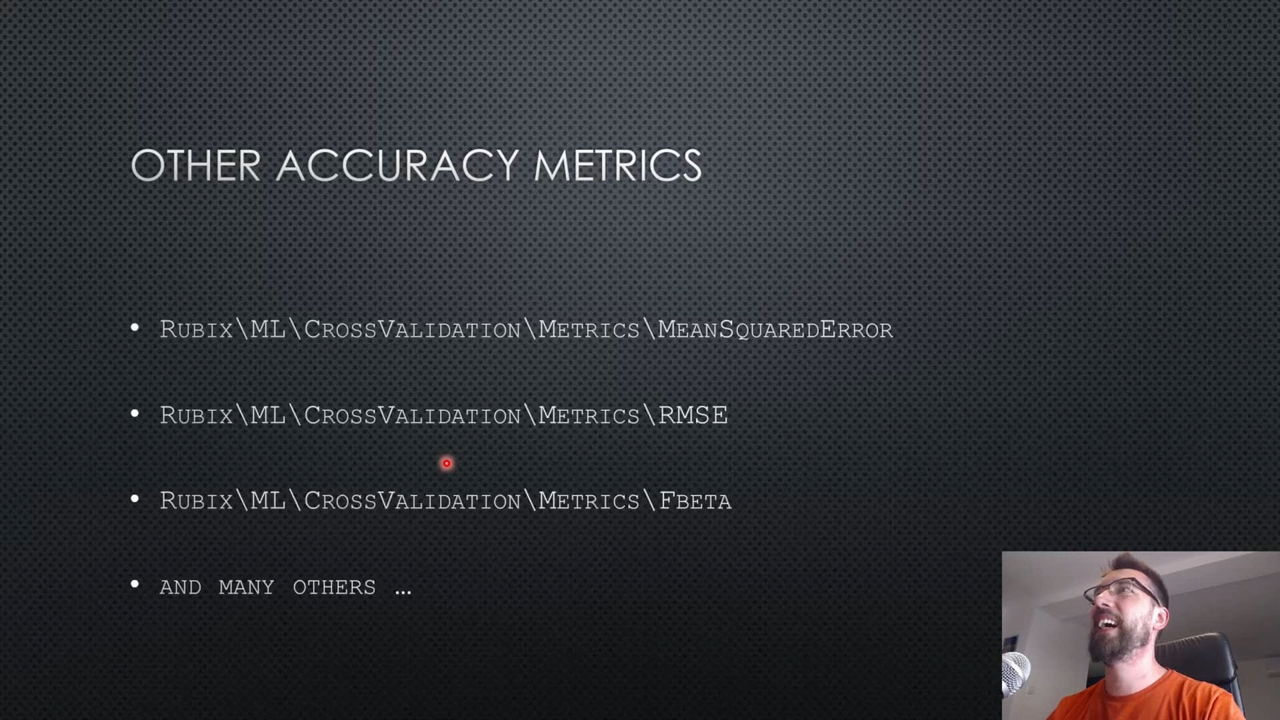 OTHER ACCURACY METRICS
• RUBIX\ML\CROSSVALIDATION\METRICS\MEANSQUAREDERROR
• RUBIX\ML\CROSSVALIDATION\METRICS\RMSE
• RUBIX\ML\CROSSVALIDATION\METRICS\FBETA
• AND MANY OTHERS …